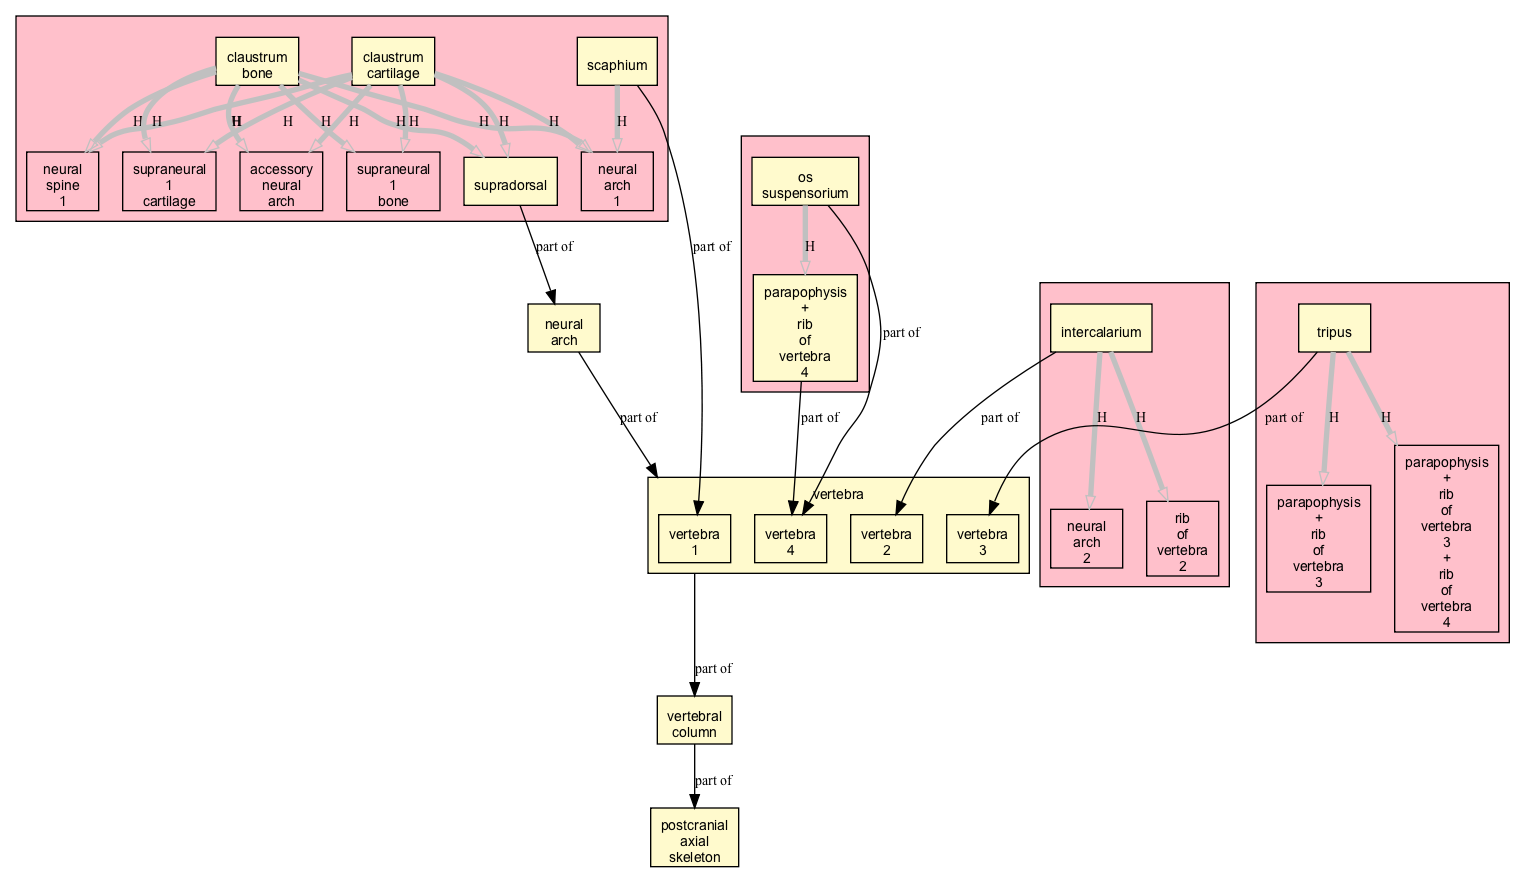 claustrum
bone
claustrum
cartilage
scaphium
H
H
H
H
H
H
H
H
H
H
H
H
H
neural
spine
1
supraneural
1
cartilage
accessory
neural
arch
supraneural
1
bone
supradorsal
neural
arch
1
os
suspensorium
part of
part of
H
parapophysis
+
rib
of
vertebra
4
neural
arch
part of
intercalarium
tripus
part of
part of
part of
H
H
part of
H
H
vertebra
vertebra
1
vertebra
4
vertebra
2
vertebra
3
neural
arch
2
rib
of
vertebra
2
parapophysis
+
rib
of
vertebra
3
parapophysis
+
rib
of
vertebra
3
+
rib
of
vertebra
4
part of
vertebral
column
part of
postcranial
axial
skeleton